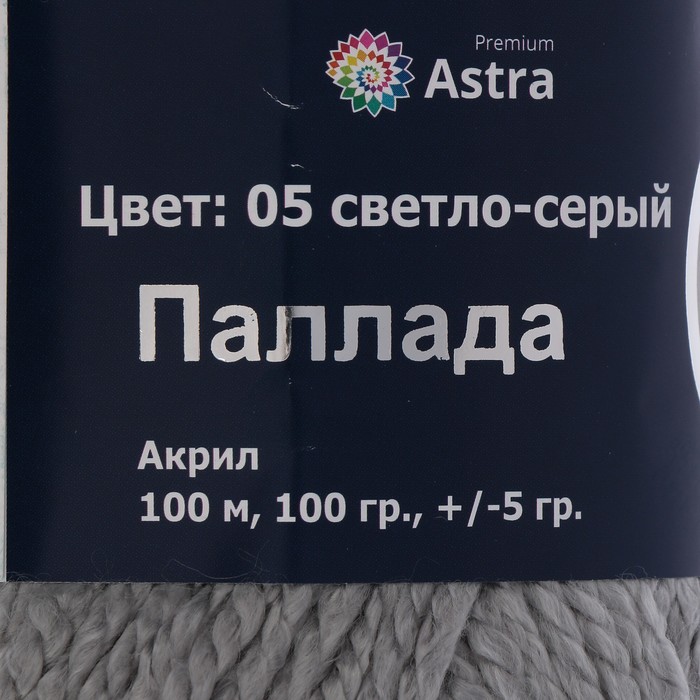 Premium
Astra
Цвет: 05 светло-серый
Паллада
Акрил
100 м, 100 гр., +/-5 гр.